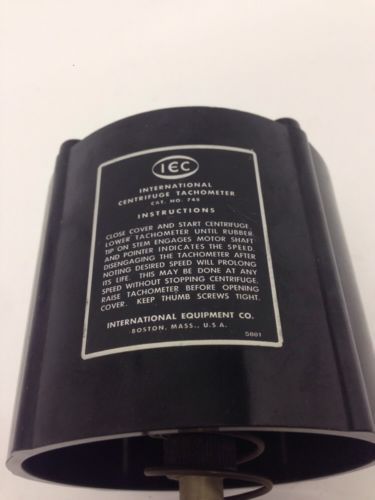 IEC
INTERNATIONAL
CENTRIFUGE TACHOMETER
CAT. NO. 748
INSTRUCTIONS
CLOSE COVER AND START CENTRIFUGE.
LOWER TACHOMETER UNTIL RUBBER
TIP ON STEM ENGAGES MOTOR SHAFT
AND POINTER INDICATES THE SPEED.
DISENGAGING THE TACHOMETER AFTER
NOTING DESIRED SPEED WILL PROLONG
ITS LIFE. THIS MAY BE DONE AT ANY
SPEED WITHOUT STOPPING CENTRIFUGE.
RAISE TACHOMETER BEFORE OPENING
COVER. KEEP THUMB SCREWS TIGHT.
INTERNATIONAL EQUIPMENT CO.
BOSTON, MASS., U.S.A.
5601